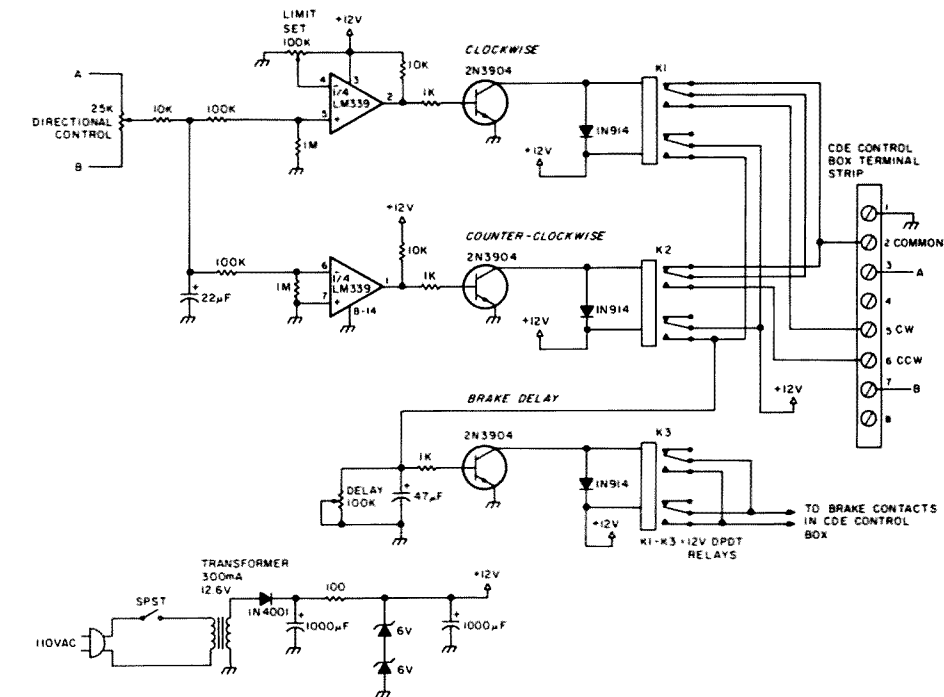 LIMIT
SET
100K
+12V
10K
4
-
3
1/4
LM339
2
5
+
1K
1M
CLOCKWISE
2N3904
1N914
+12V
K1
A
25K
DIRECTIONAL
CONTROL
B
10K
100K
CDE CONTROL
BOX TERMINAL
STRIP
1
2 COMMON
3
A
4
5 CW
6 CCW
7
B
8
+12V
10K
100K
6
-
1/4
LM339
1
7
+
8-14
1M
1K
+
22µF
COUNTER-CLOCKWISE
2N3904
1N914
+12V
K2
+12V
BRAKE DELAY
2N3904
1K
DELAY
100K
+
47µF
1N914
+12V
K3
K1-K3 = 12V DPDT
RELAYS
TO BRAKE CONTACTS
IN CDE CONTROL
BOX
TRANSFORMER
300mA
12.6V
SPST
110VAC
1N4001
100
+
1000µF
6V
6V
+
1000µF
+12V